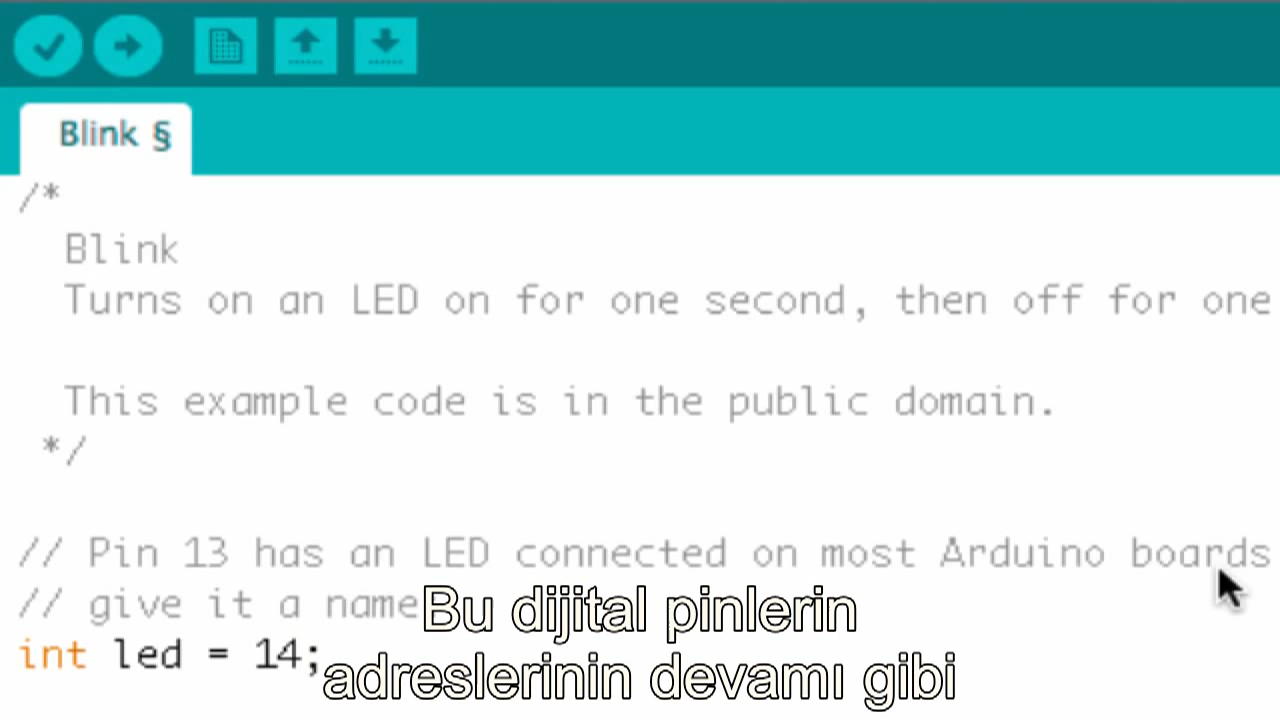 Blink §
/*
Blink
Turns on an LED on for one second, then off for one
This example code is in the public domain.
*/
// Pin 13 has an LED connected on most Arduino boards
// give it a name
int led = 14;
Bu dijital pinlerin
adreslerinin devamı gibi